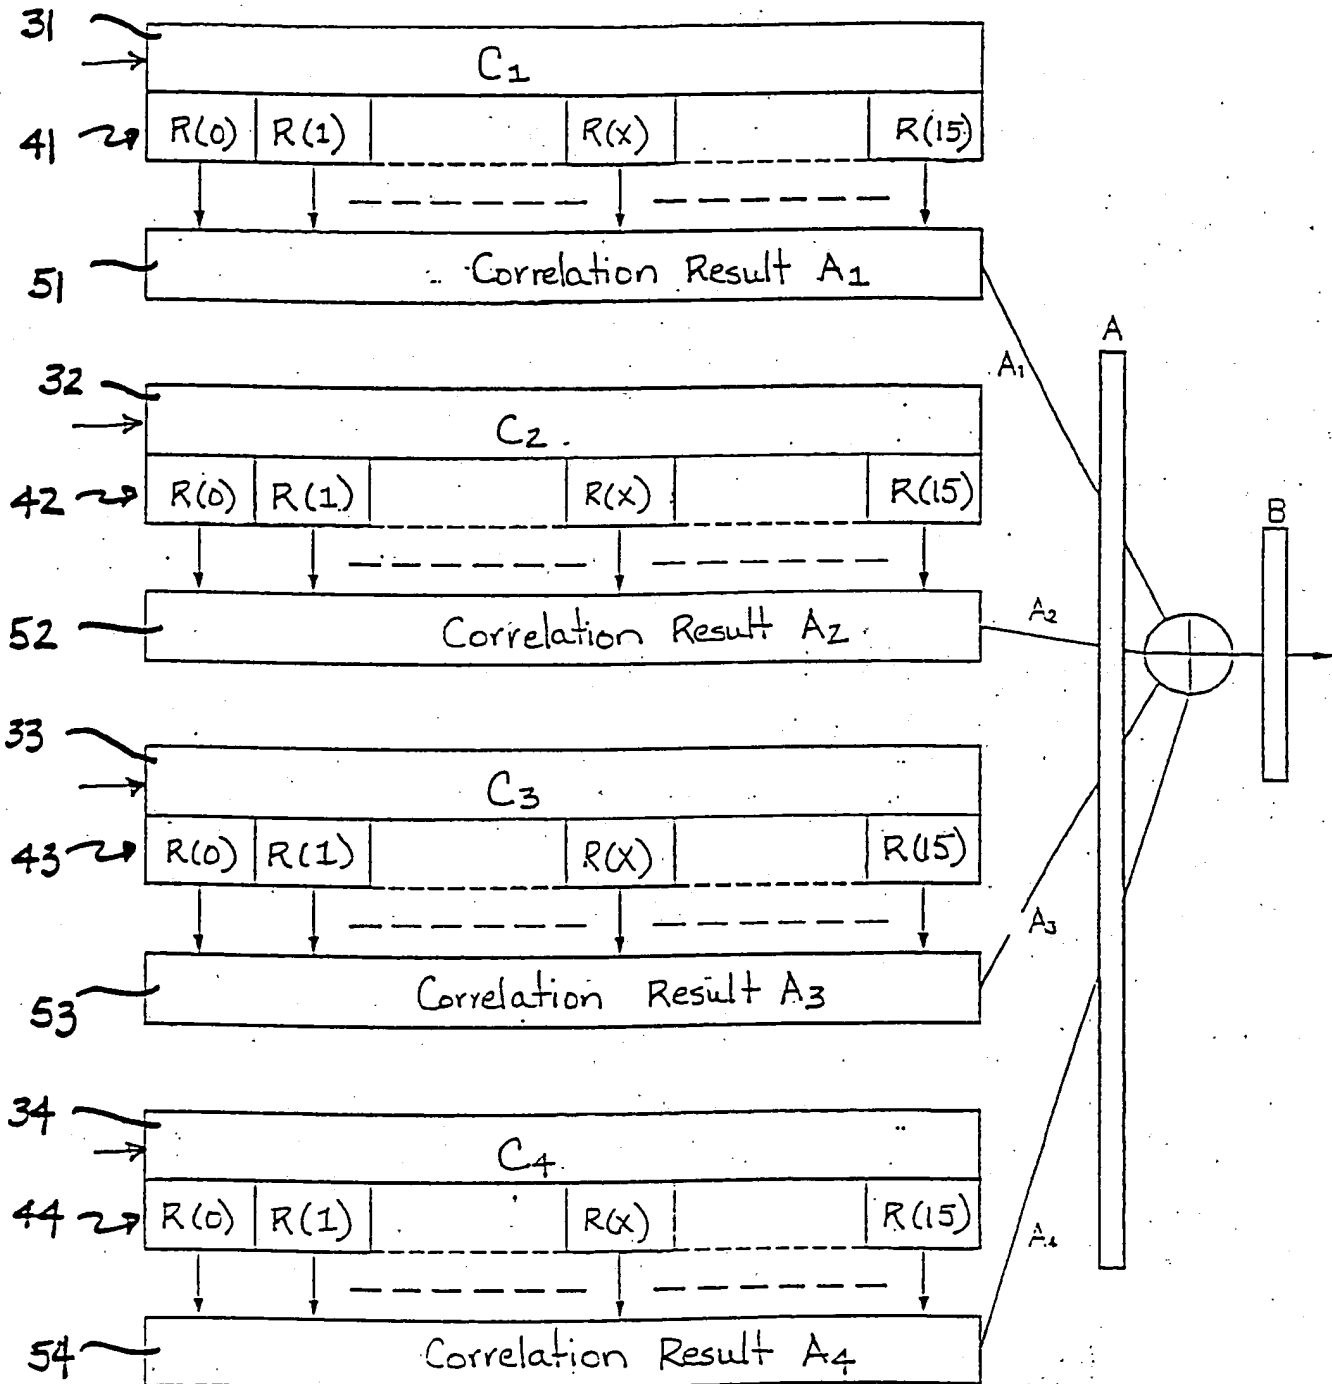 31
C1
41 R(0) R(1) R(x) R(15)
51
Correlation Result A1
A
A1
32
C2
B
42 R(0) R(1) R(x) R(15)
52
Correlation Result A2
A2
33
C3
43 R(0) R(1) R(x) R(15)
A3
53
Correlation Result A3
34
C4
44 R(0) R(1) R(x) R(15)
A4
54
Correlation Result A4